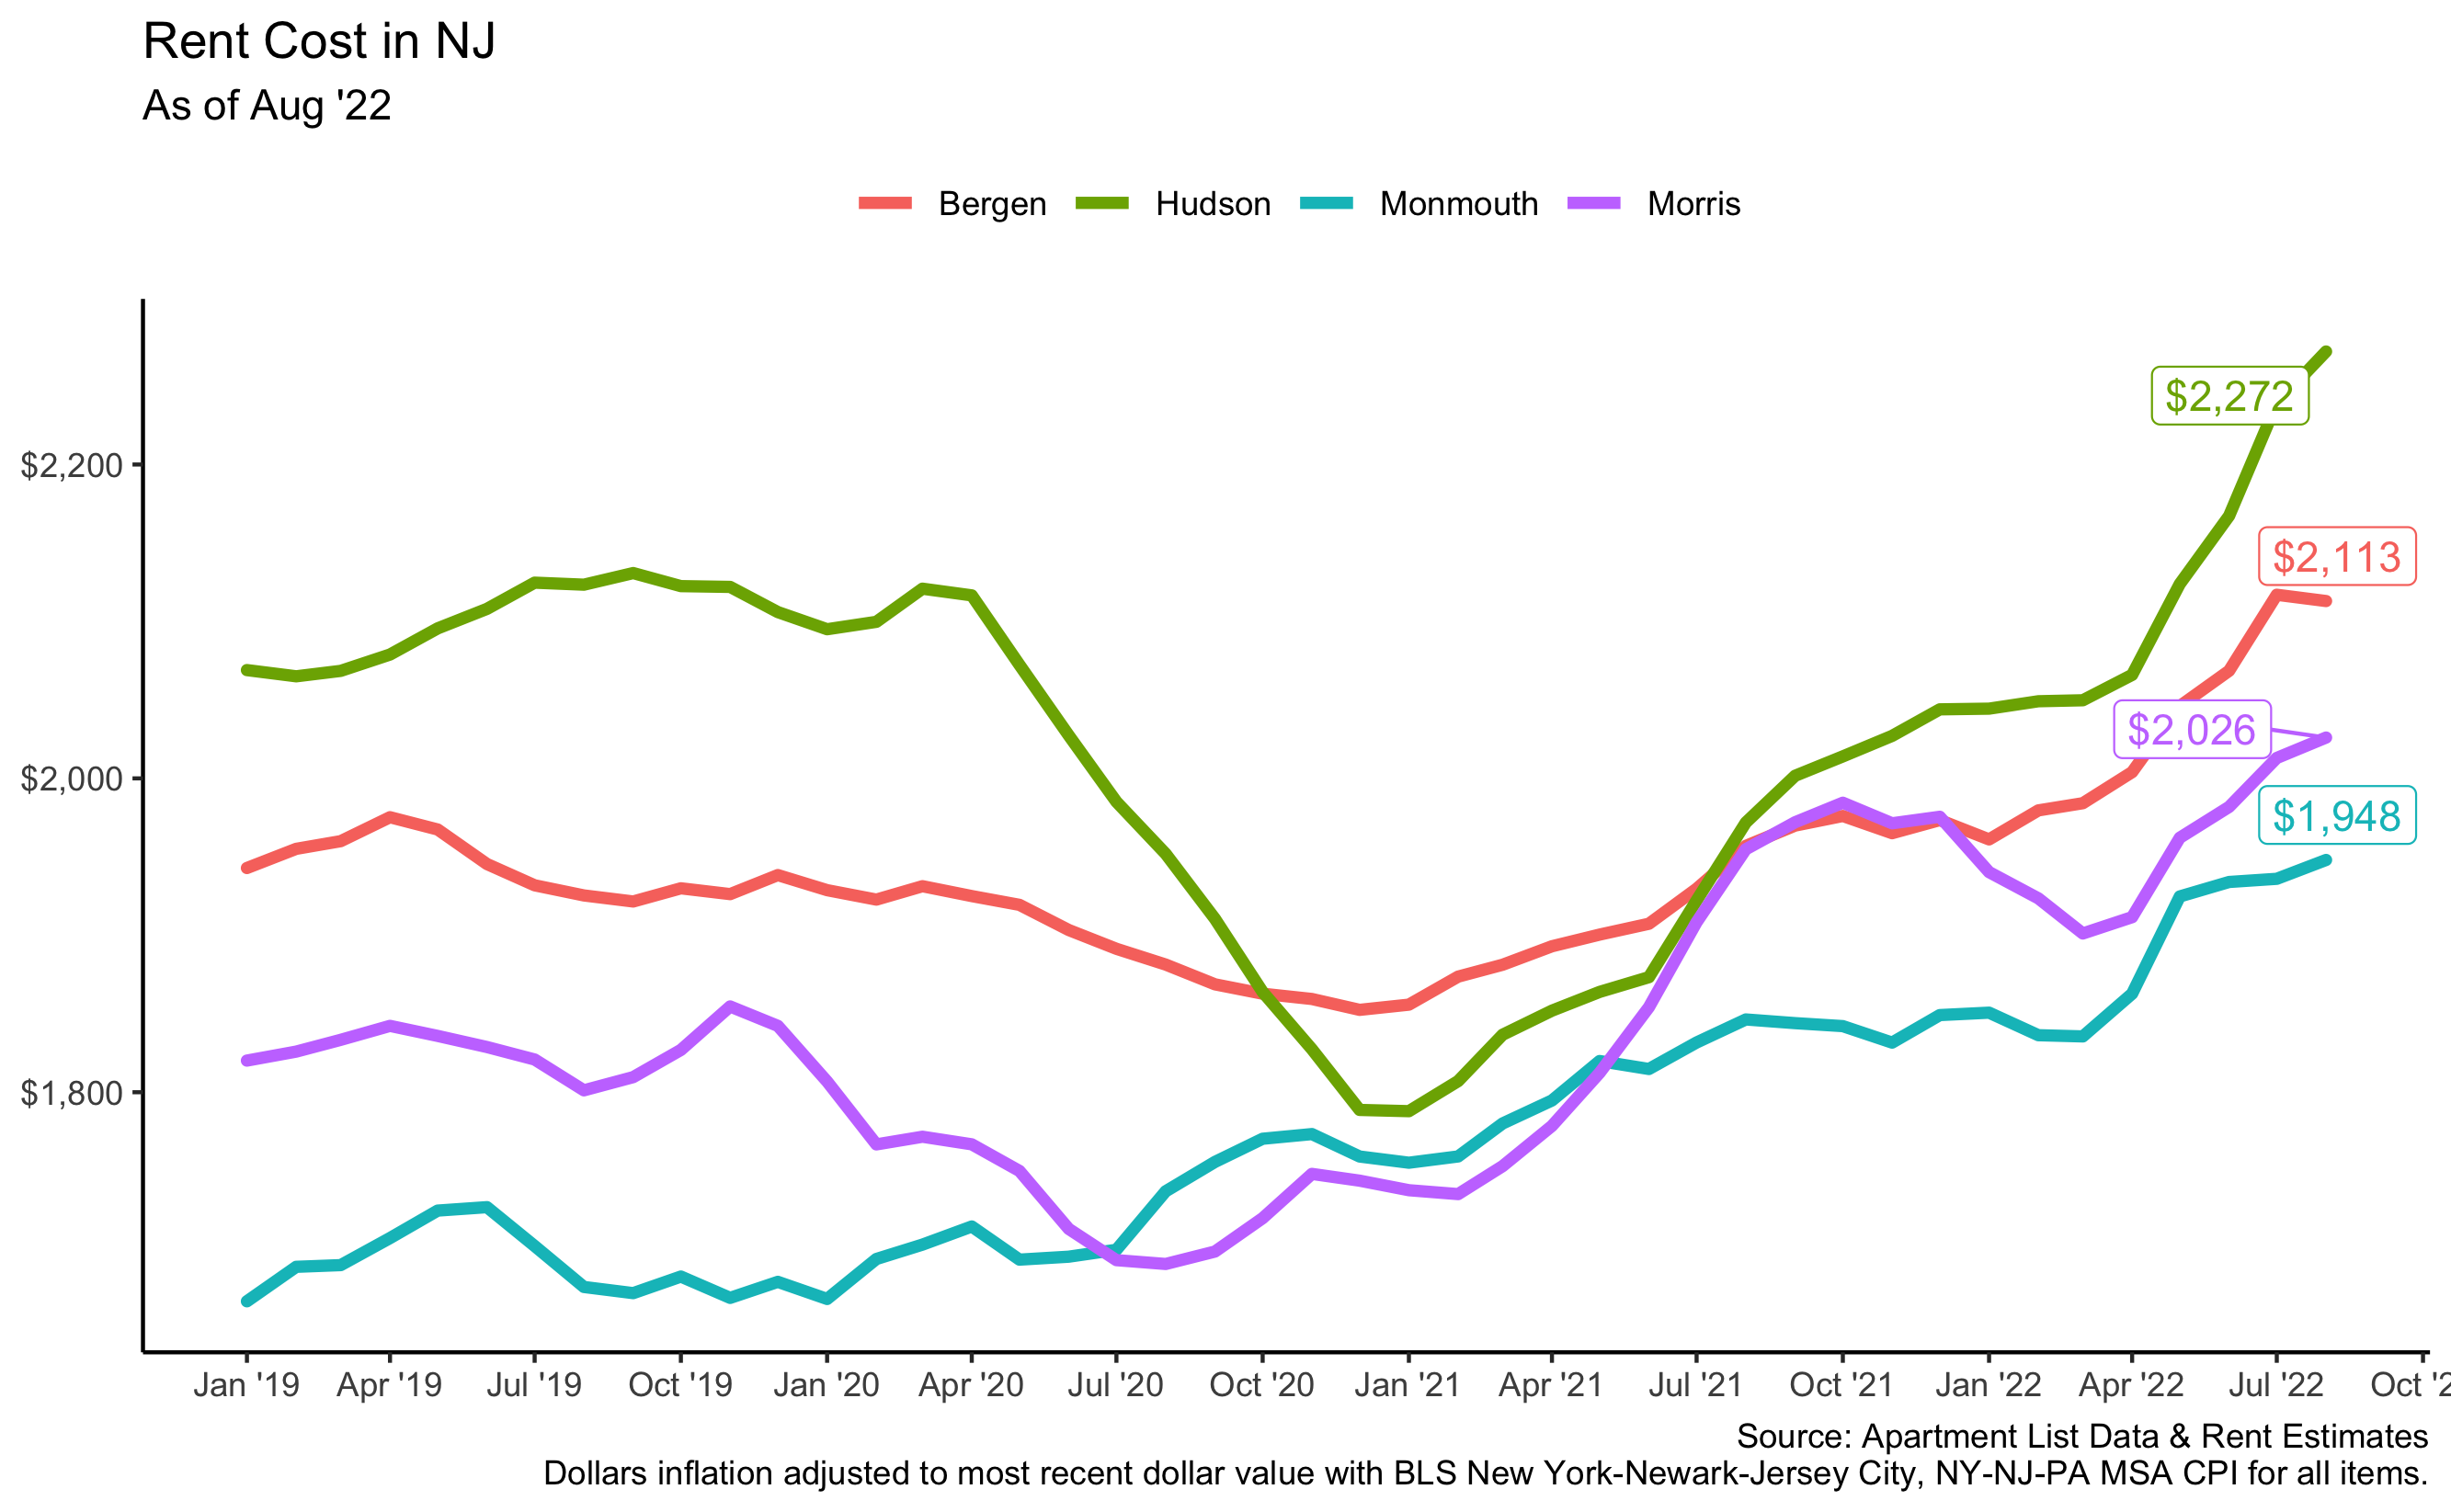 Rent Cost in NJ
As of Aug '22
Bergen Hudson Monmouth Morris
$2,272
$2,200
$2,113
$2,026
$2,000
$1,948
$1,800
Jan '19 Apr '19 Jul '19 Oct '19 Jan '20 Apr '20 Jul '20 Oct '20 Jan '21 Apr '21 Jul '21 Oct '21 Jan '22 Apr '22 Jul '22 Oct '2
Source: Apartment List Data & Rent Estimates
Dollars inflation adjusted to most recent dollar value with BLS New York-Newark-Jersey City, NY-NJ-PA MSA CPI for all items.